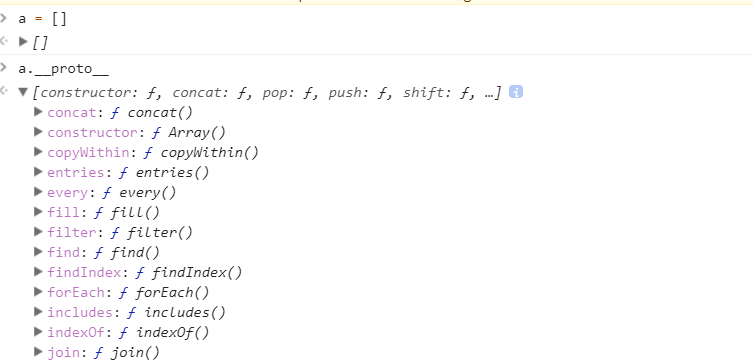 a = []
[]
a.__proto__
[constructor: ƒ, concat: ƒ, pop: ƒ, push: ƒ, shift: ƒ, …]
concat: ƒ concat()
constructor: ƒ Array()
copyWithin: ƒ copyWithin()
entries: ƒ entries()
every: ƒ every()
fill: ƒ fill()
filter: ƒ filter()
find: ƒ find()
findIndex: ƒ findIndex()
forEach: ƒ forEach()
includes: ƒ includes()
indexOf: ƒ indexOf()
join: ƒ join()